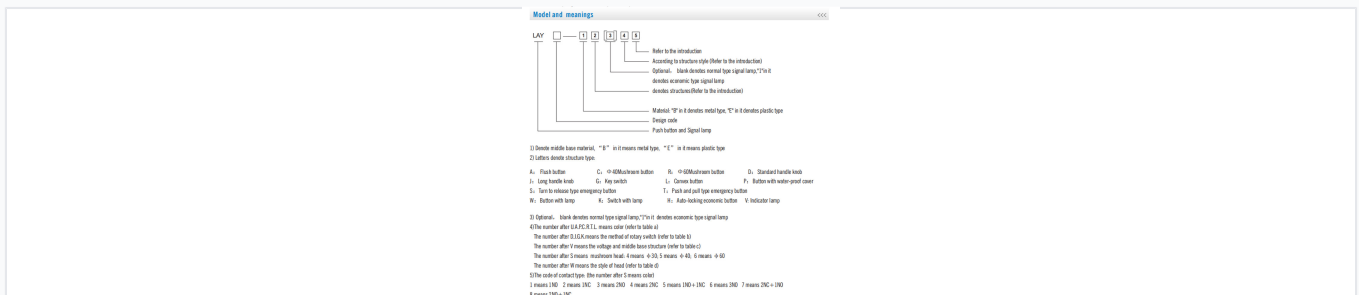 Model and meanings
<<<
LAY □ — 1 2 [3] 4 5
Refer to the introduction
According to structure style (Refer to the introduction)
Optional, blank denotes normal type signal lamp,"1"in it
denotes economic type signal lamp
denotes structures(Refer to the introduction)
Material: "B" in it denotes metal type, "E" in it denotes plastic type
Design code
Push button and Signal lamp
1) Denote middle base material, "B" in it means metal type, "E" in it means plastic type
2) Letters denote structure type:
A: Flush button C: Φ40Mushroom button R: Φ60Mushroom button D: Standard handle knob
J: Long handle knob G: Key switch L: Convex button P: Button with water-proof cover
S: Turn to release type emergency button T: Push and pull type emergency button
W: Button with lamp K: Switch with lamp H: Auto-locking economic button V: Indicator lamp
3) Optional, blank denotes normal type signal lamp,"1"in it denotes economic type signal lamp
4)The number after U.A.P.C.R.T.L. means color (refer to table a)
The number after D.J.G.K.means the method of rotary switch (refer to table b)
The number after V means the voltage and middle base structure (refer to table c)
The number after S means mushroom head: 4 means φ30, 5 means φ40, 6 means φ60
The number after W means the style of head (refer to table d)
5)The code of contact type: (the number after S means color)
1 means 1NO 2 means 1NC 3 means 2NO 4 means 2NC 5 means 1NO+1NC 6 means 3NO 7 means 2NC+1NO
8 means 2NO+1NC